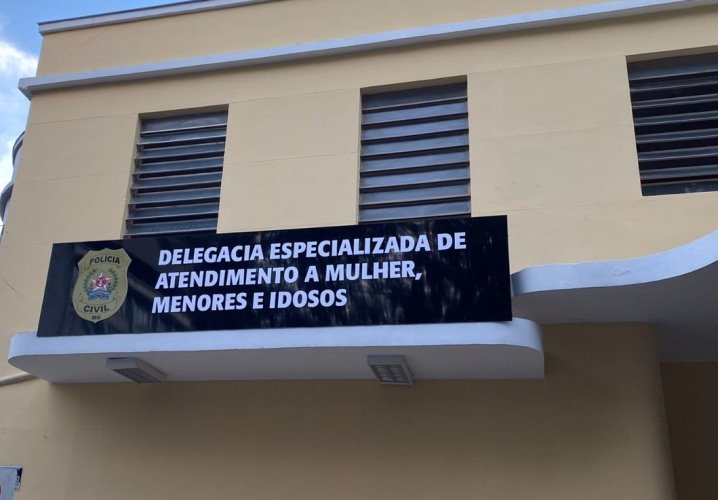 POLÍCIA
CIVIL
MG
DELEGACIA ESPECIALIZADA DE
ATENDIMENTO A MULHER,
MENORES E IDOSOS